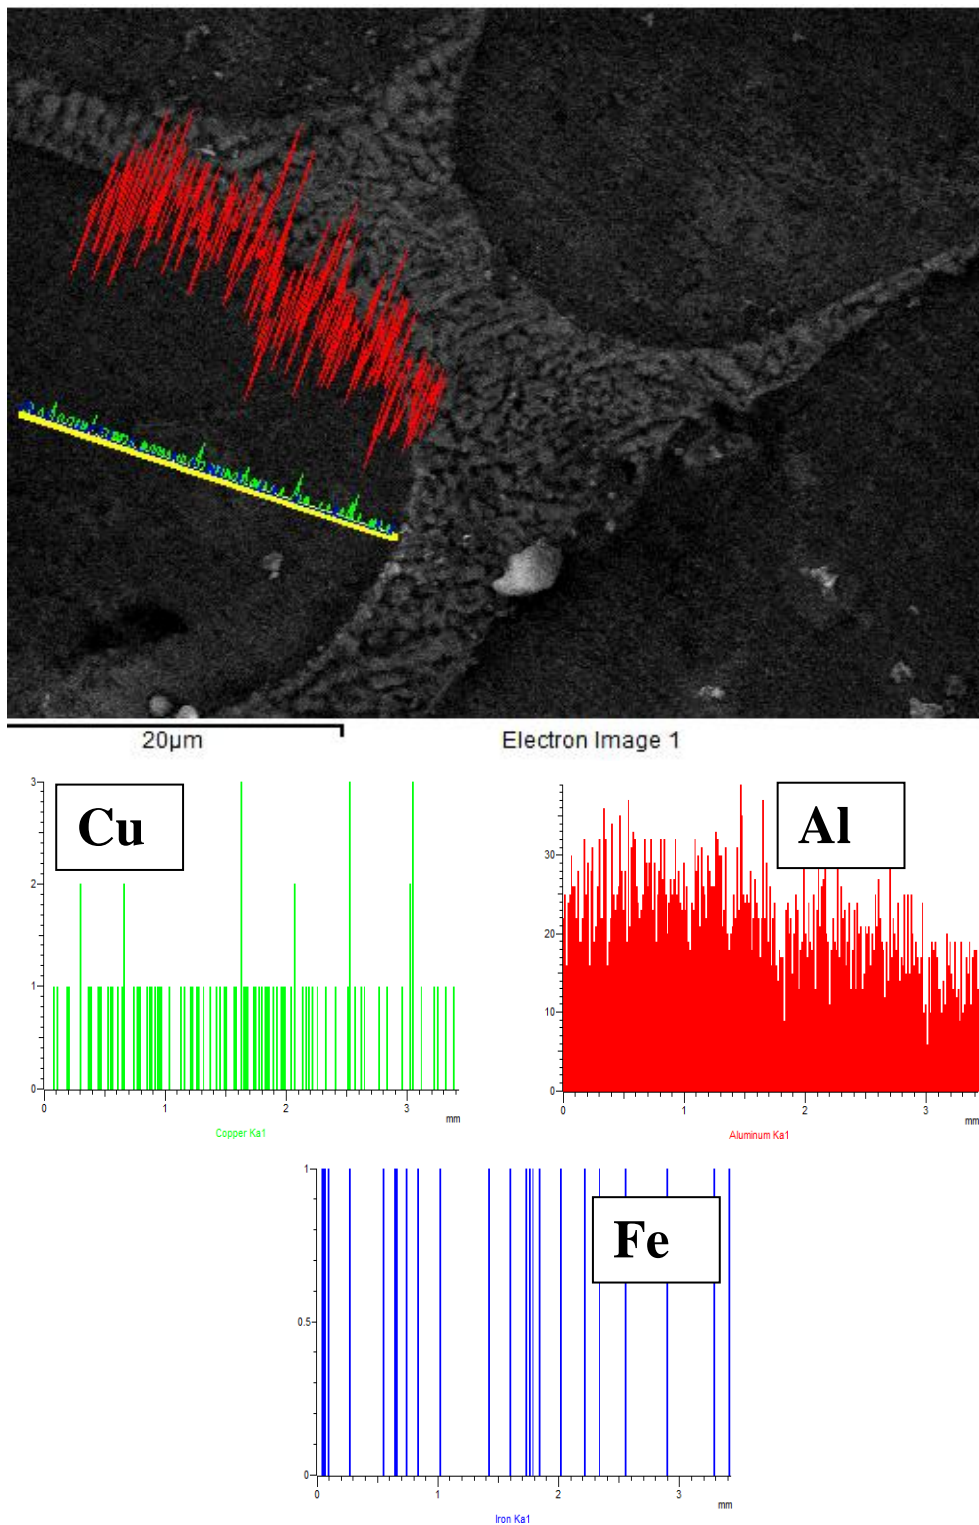 20µm
Electron Image 1
Cu
3
2
1
0
0 1 2 3
mm
Copper Ka1
Al
30
20
10
0
0 1 2 3
mm
Aluminum Ka1
Fe
1
0.5
0
0 1 2 3
mm
Iron Ka1